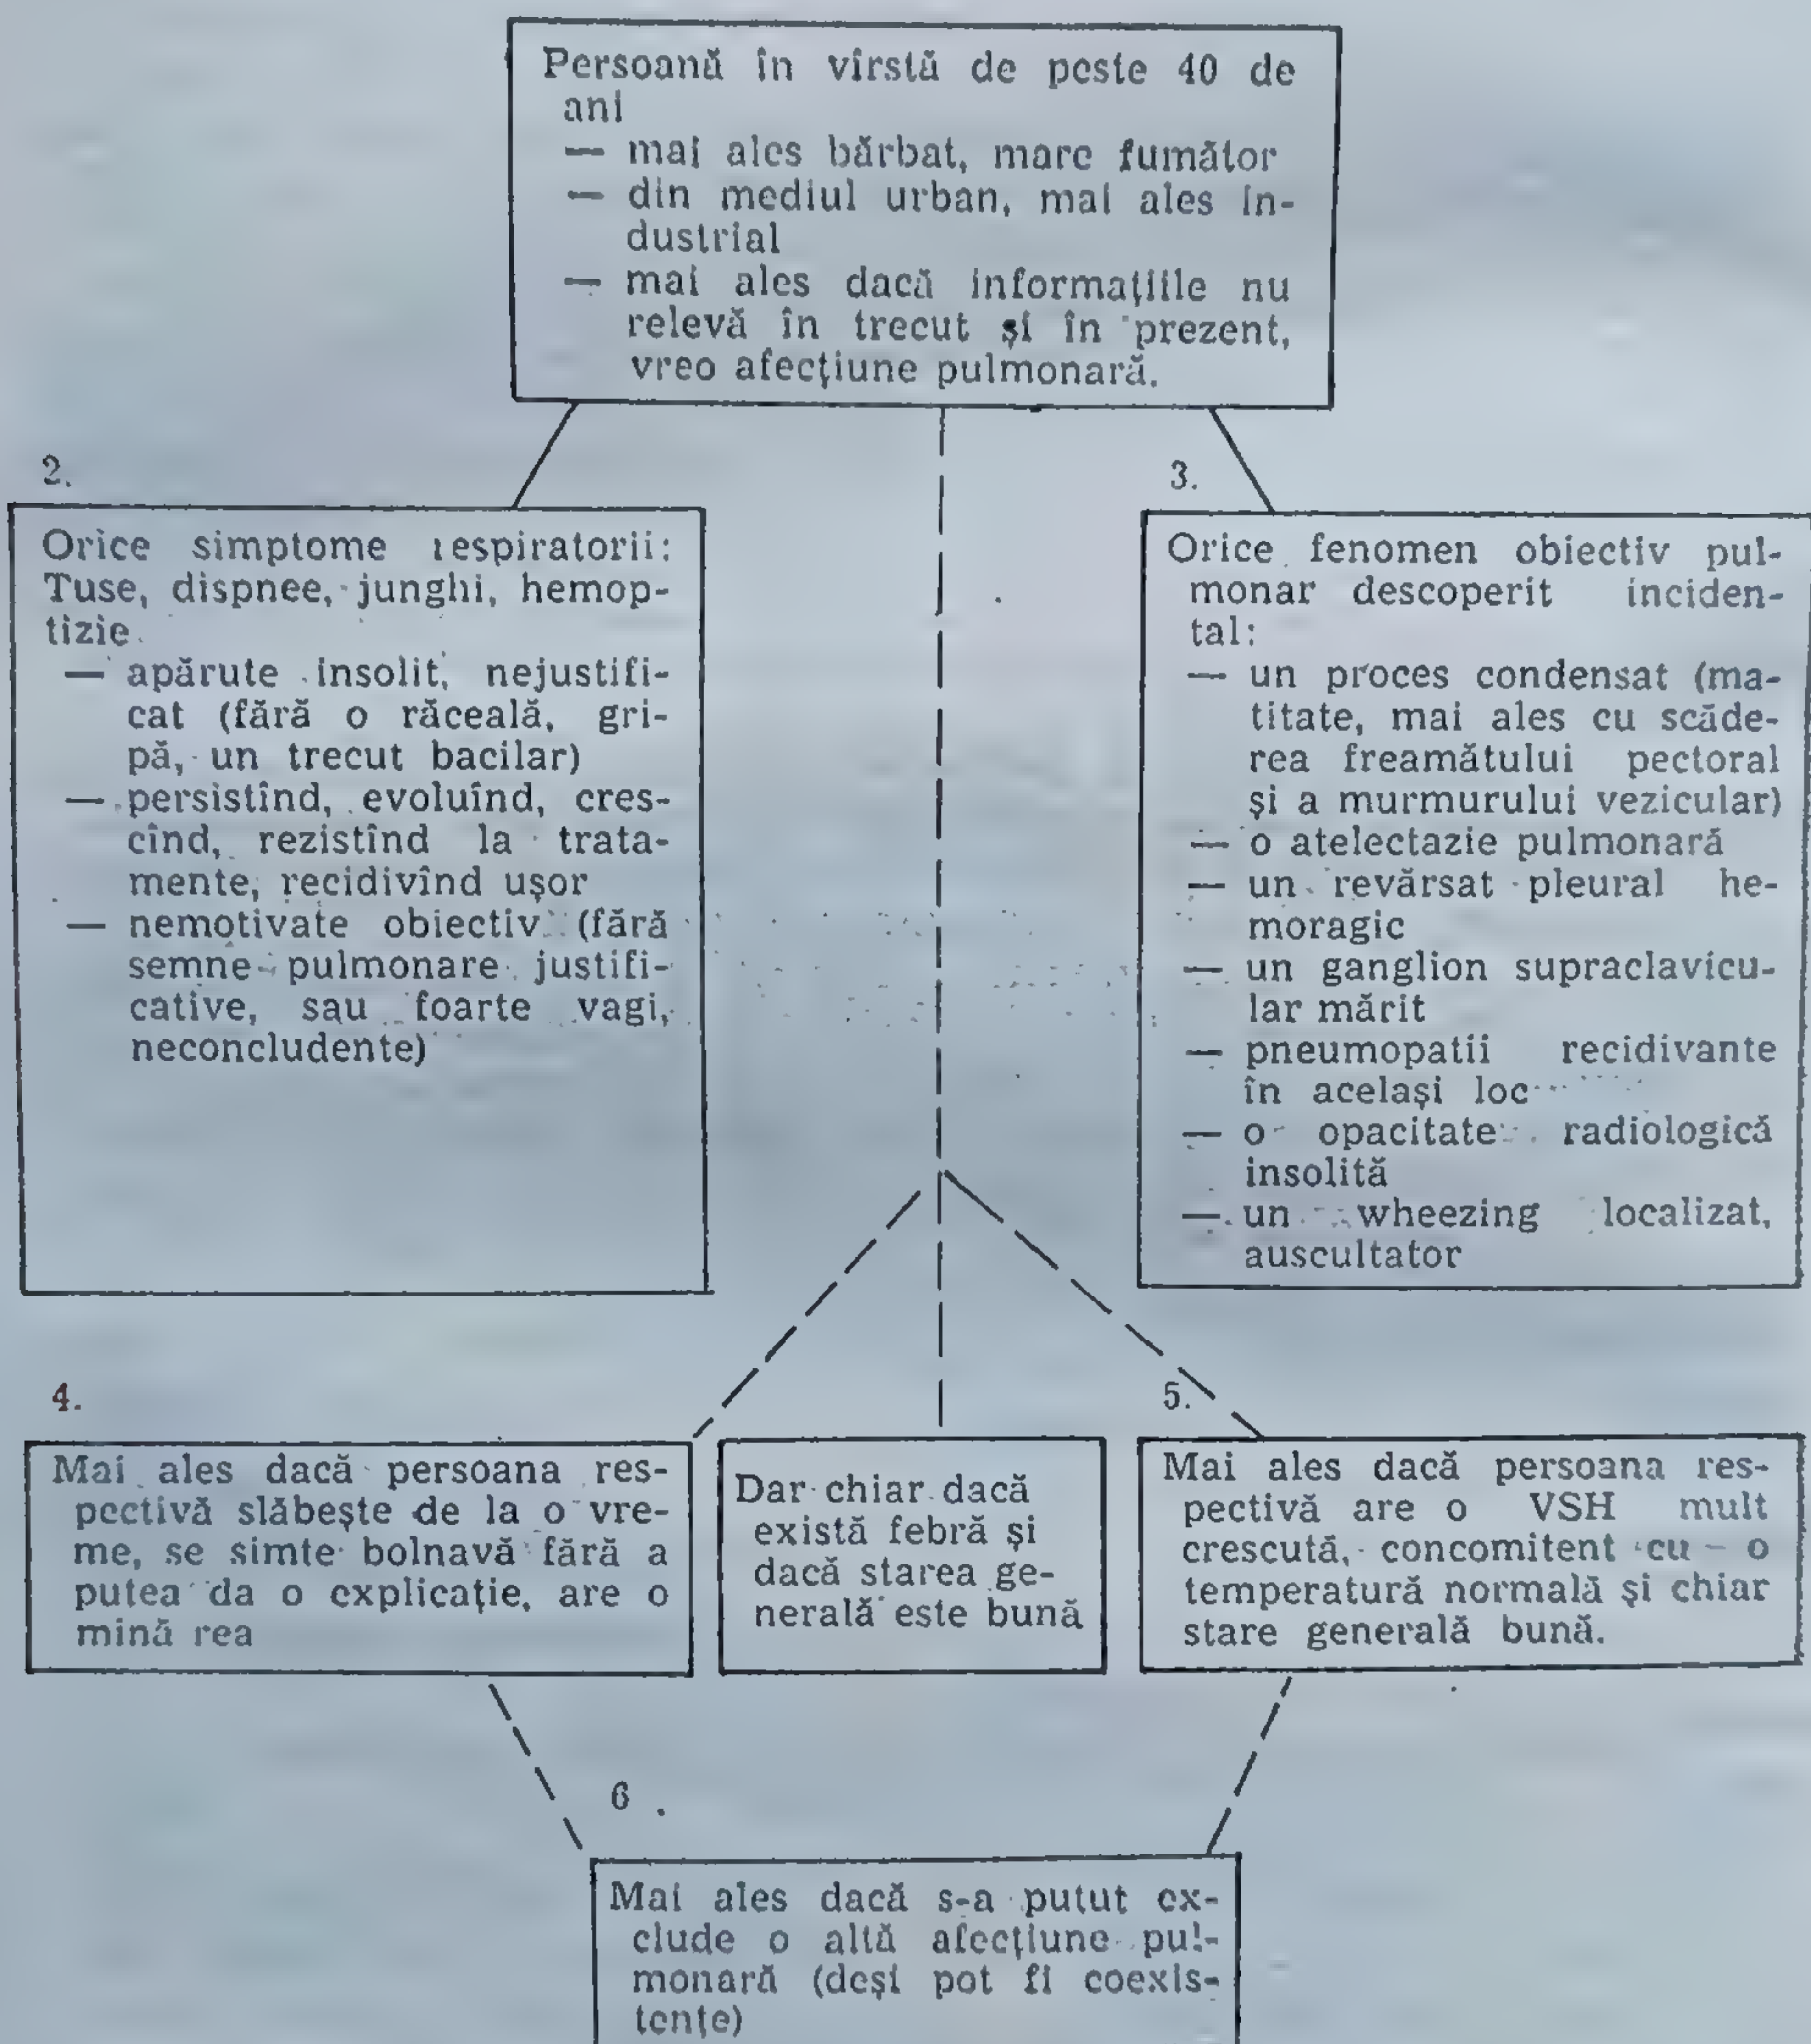 Persoană în vîrstă de peste 40 de
ani
— mai ales bărbat, mare fumător
— din mediul urban, mai ales in-
dustrial
— mai ales dacă informațiile nu
relevă în trecut și în prezent,
vreo afecțiune pulmonară.
2.
Orice simptome respiratorii:
Tuse, dispnee, junghi, hemop-
tizie
— apărute insolit, nejustifi-
cat (fără o răceală, gri-
pă, un trecut bacilar)
— persistînd, evoluînd, cres-
cînd, rezistînd la trata-
mente, recidivînd ușor
— nemotivate obiectiv (fără
semne pulmonare justifi-
cative, sau foarte vagi,
neconcludente)
3.
Orice fenomen obiectiv pul-
monar descoperit inciden-
tal:
— un proces condensat (ma-
titate, mai ales cu scăde-
rea freamătului pectoral
și a murmurului vezicular)
— o atelectazie pulmonară
— un revărsat pleural he-
moragic
— un ganglion supraclavicu-
lar mărit
— pneumopatii recidivante
în același loc
— o opacitate radiologică
insolită
— un wheezing localizat,
auscultator
4.
Mai ales dacă persoana res-
pectivă slăbește de la o vre-
me, se simte bolnavă fără a
putea da o explicație, are o
mină rea
Dar chiar dacă
există febră și
dacă starea ge-
nerală este bună
5.
Mai ales dacă persoana res-
pectivă are o VSH mult
crescută, concomitent cu o
temperatură normală și chiar
stare generală bună.
6.
Mai ales dacă s-a putut ex-
clude o altă afecțiune pul-
monară (deși pot fi coexis-
tențe)